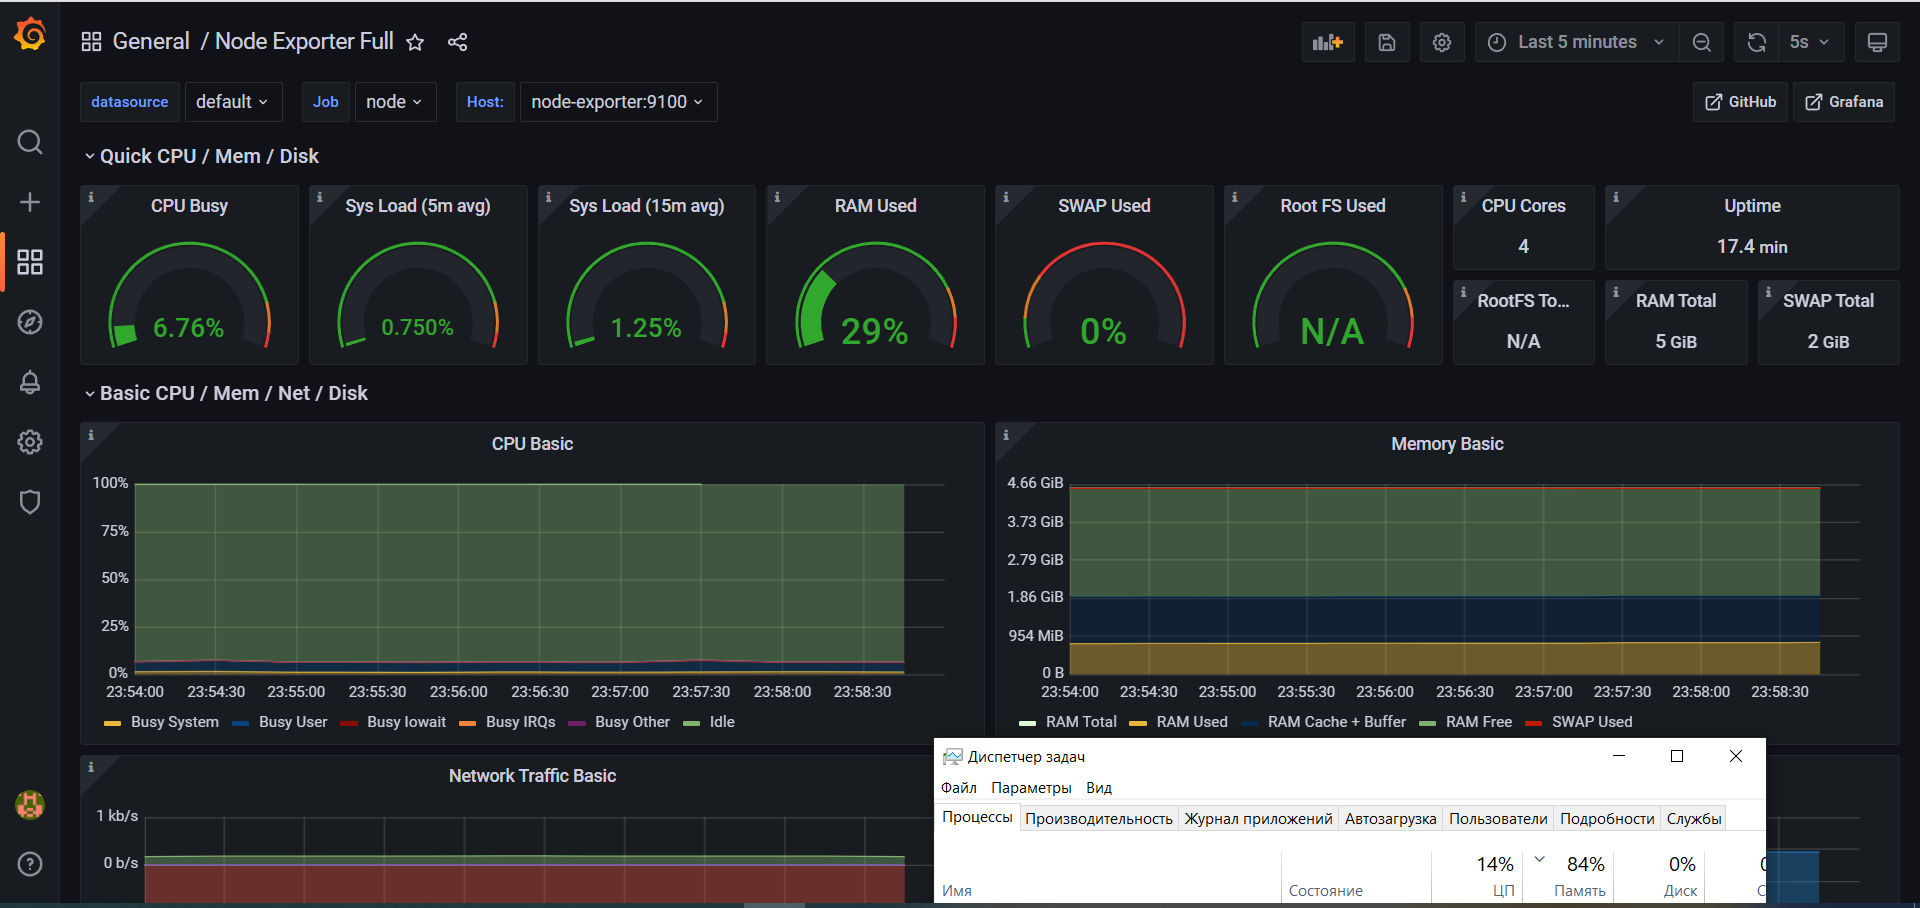 General / Node Exporter Full
Last 5 minutes
5s
datasource default Job node Host: node-exporter:9100
GitHub Grafana
Quick CPU / Mem / Disk
CPU Busy
6.76%
Sys Load (5m avg)
0.750%
Sys Load (15m avg)
1.25%
RAM Used
29%
SWAP Used
0%
Root FS Used
N/A
CPU Cores
4
Uptime
17.4 min
RootFS To...
N/A
RAM Total
5 GiB
SWAP Total
2 GiB
Basic CPU / Mem / Net / Disk
CPU Basic
100%
75%
50%
25%
0%
23:54:00 23:54:30 23:55:00 23:55:30 23:56:00 23:56:30 23:57:00 23:57:30 23:58:00 23:58:30
Busy System Busy User Busy Iowait Busy IRQs Busy Other Idle
Memory Basic
4.66 GiB
3.73 GiB
2.79 GiB
1.86 GiB
954 MiB
0 B
23:54:00 23:54:30 23:55:00 23:55:30 23:56:00 23:56:30 23:57:00 23:57:30 23:58:00 23:58:30
RAM Total RAM Used RAM Cache + Buffer RAM Free SWAP Used
Network Traffic Basic
1 kb/s
0 b/s
Диспетчер задач
Файл Параметры Вид
Процессы Производительность Журнал приложений Автозагрузка Пользователи Подробности Службы
14% 84% 0%
Имя Состояние ЦП Память Диск С